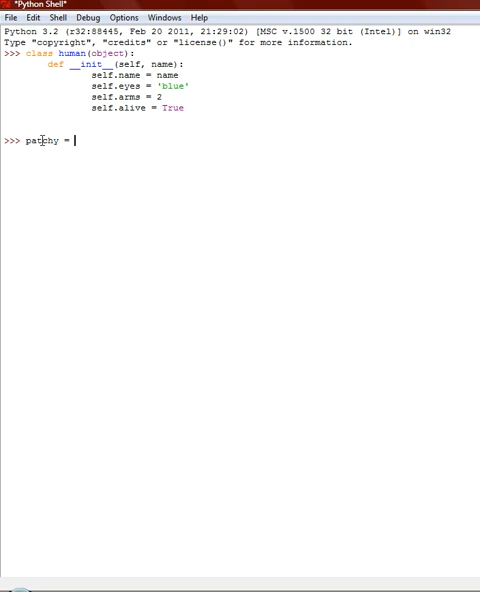 *Python Shell*
File Edit Shell Debug Options Windows Help
Python 3.2 (r32:88445, Feb 20 2011, 21:29:02) [MSC v.1500 32 bit (Intel)] on win32
Type "copyright", "credits" or "license()" for more information.
>>> class human(object):
        def __init__(self, name):
                self.name = name
                self.eyes = 'blue'
                self.arms = 2
                self.alive = True
>>> patchy =